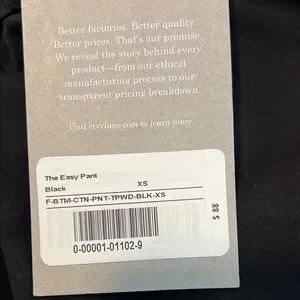 Better factories. Better quality.
Better prices. That's our promise.
We reveal the story behind every
product—from our ethical
manufacturing process to our
transparent pricing breakdown.
Visit everlane.com to learn more.
The Easy Pant
Black XS
F-BTM-CTN-PNT-TPWD-BLK-XS
0-00001-01102-9
$ 88